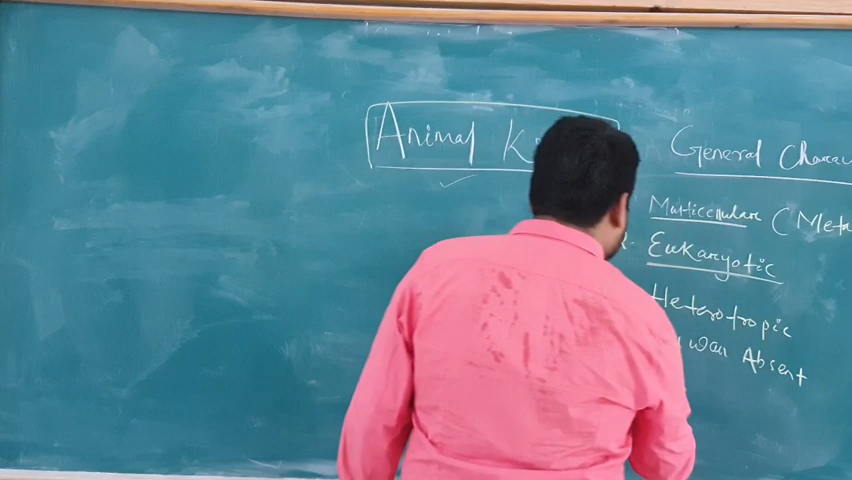 Animal K
General Charac
Multicellular (Meta
Eukaryotic
Heterotropic
wall Absent